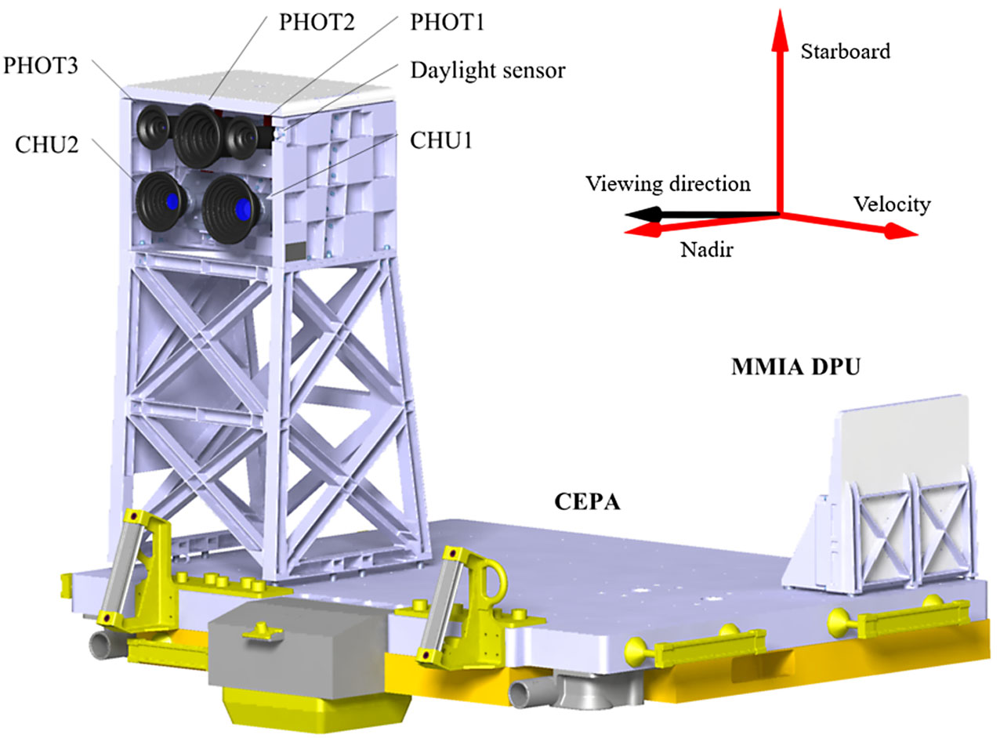 PHOT2
PHOT1
PHOT3
Daylight sensor
CHU2
CHU1
Starboard
Viewing direction
Velocity
Nadir
MMIA DPU
CEPA